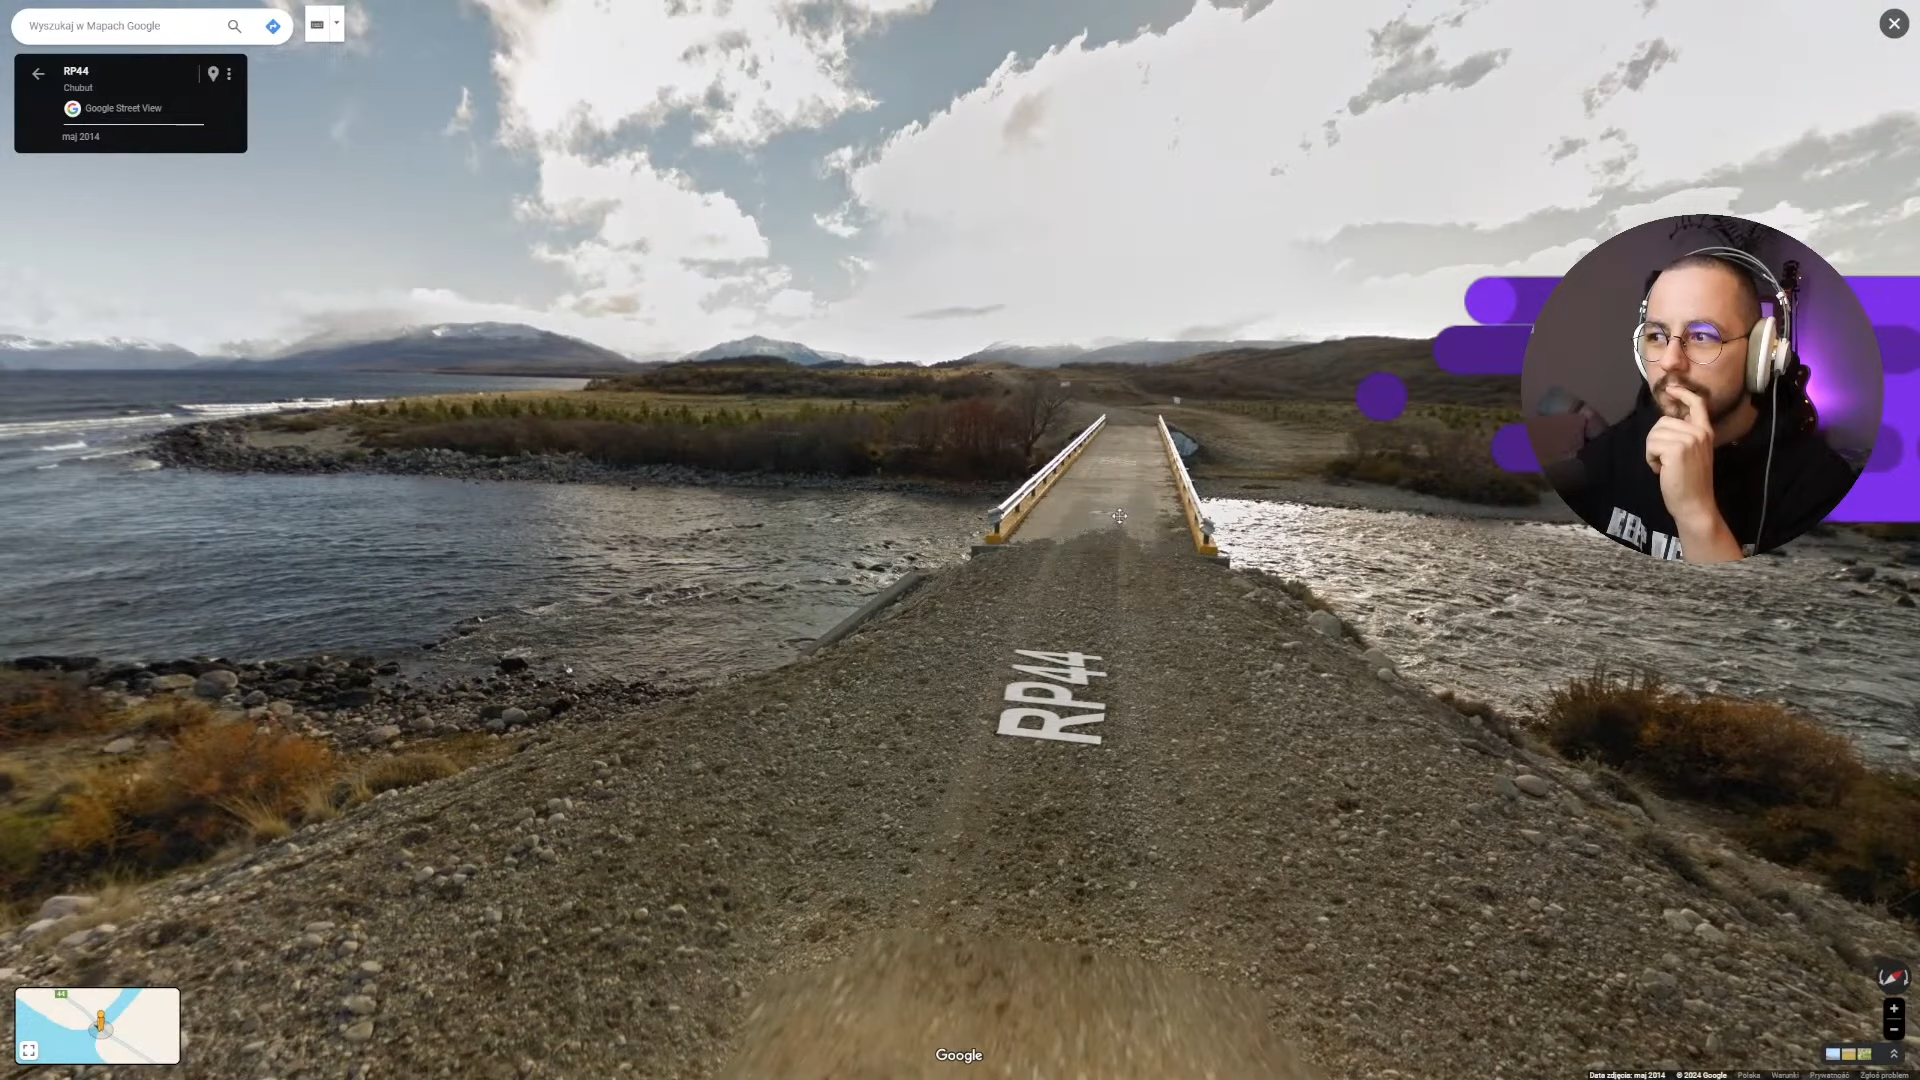 Wyszukaj w Mapach Google
RP44
Chubut
Google Street View
maj 2014
RP44
44
Google
Data zdjęcia: maj 2014 © 2024 Google Polska Warunki Prywatność Zgłoś problem